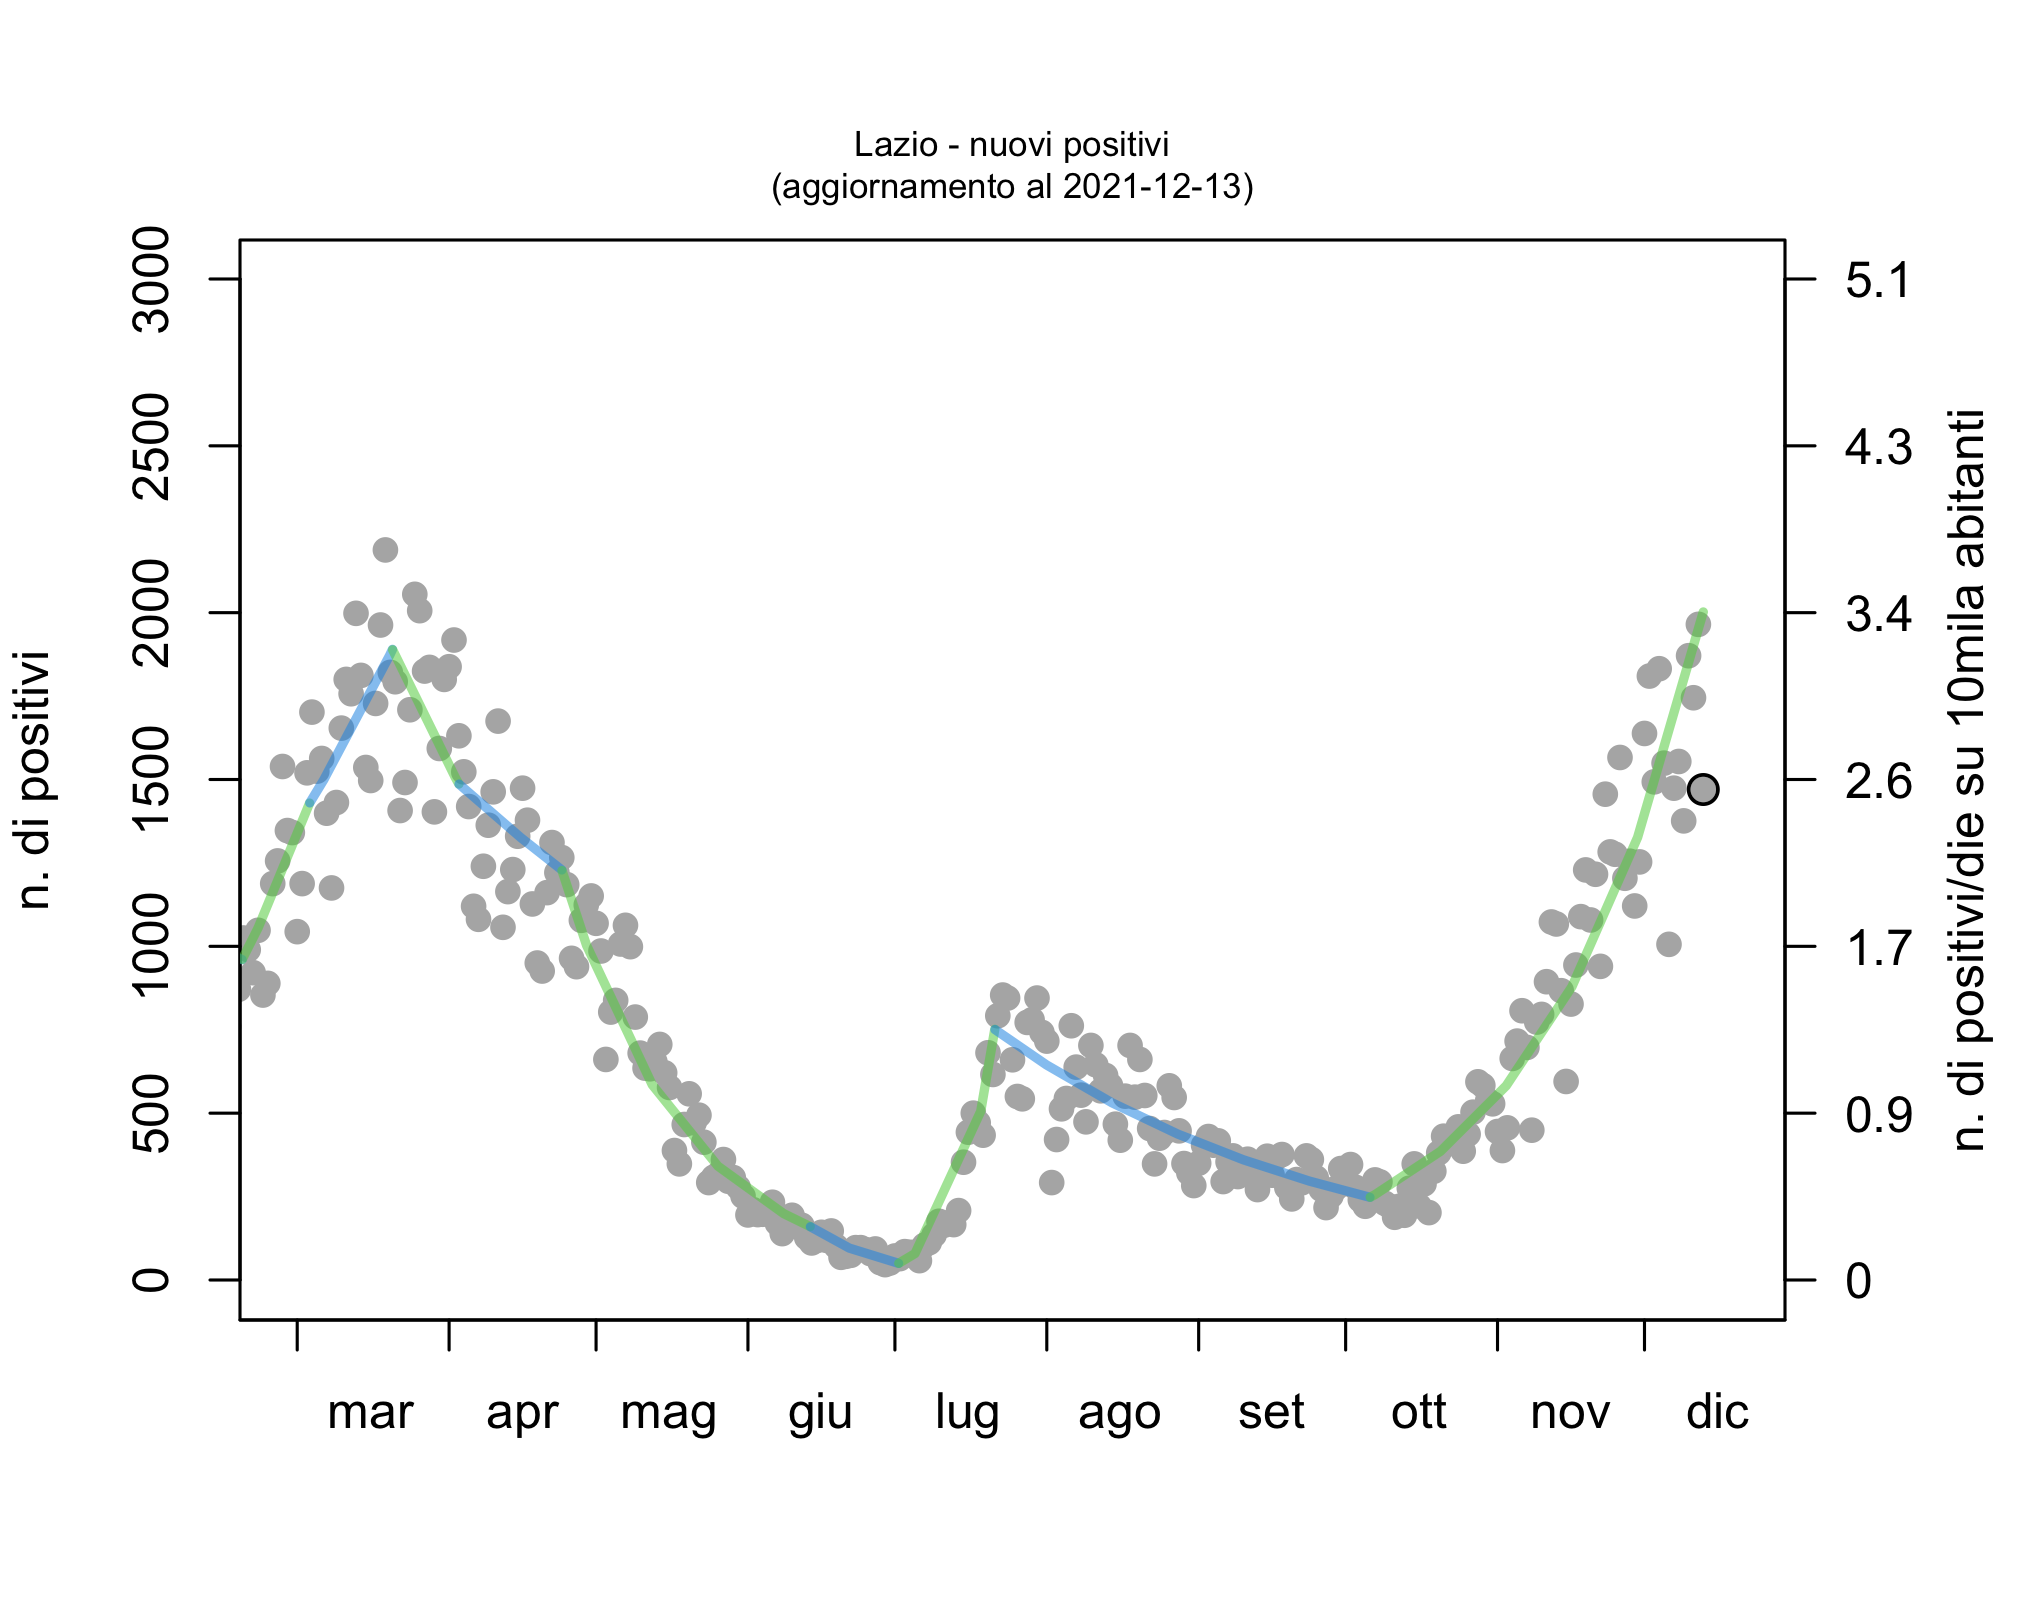 Lazio - nuovi positivi
(aggiornamento al 2021-12-13)
n. di positivi
3000
2500
2000
1500
1000
500
0
5.1
4.3
3.4
2.6
1.7
0.9
0
n. di positivi/die su 10mila abitanti
mar apr mag giu lug ago set ott nov dic